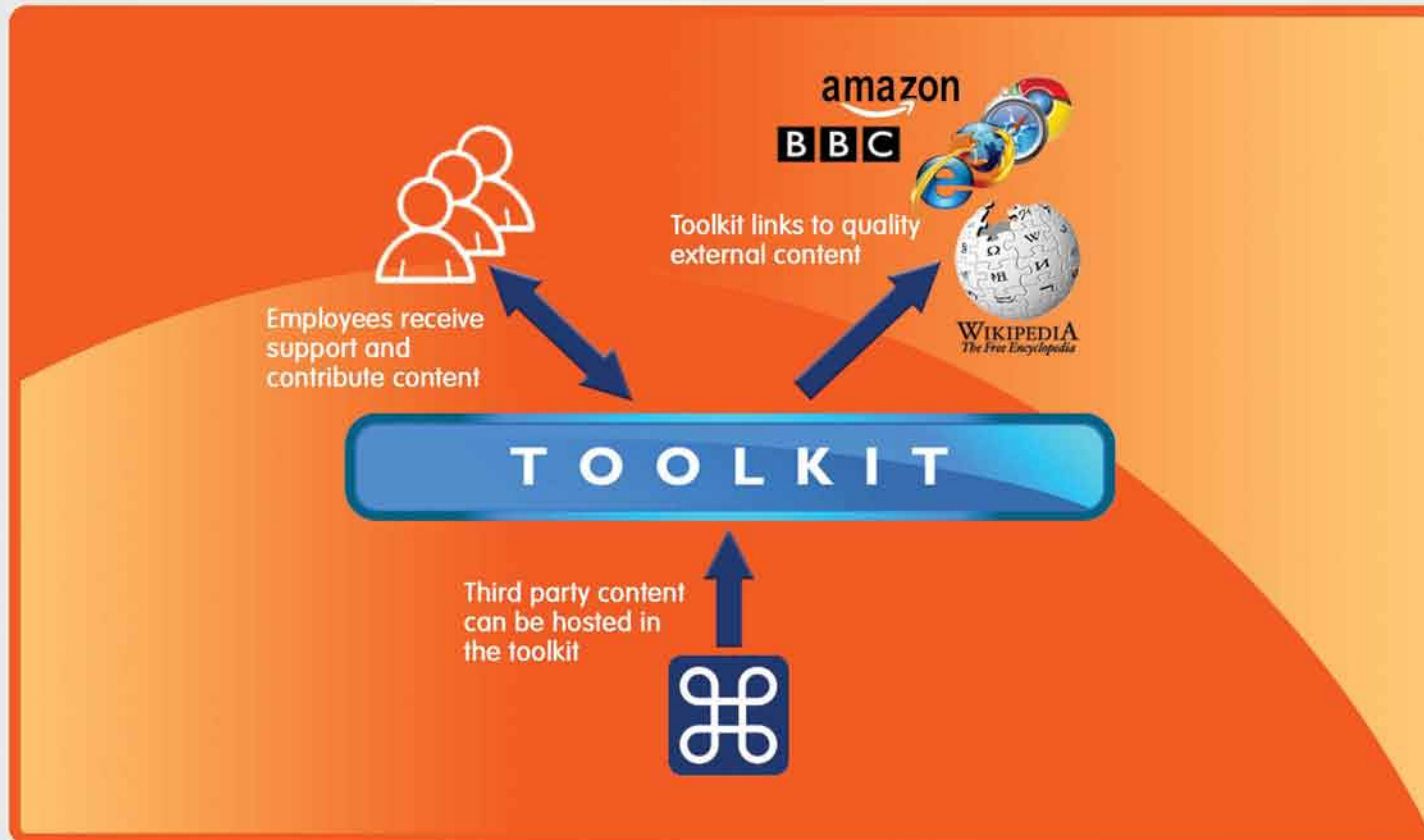 amazon
BBC
Toolkit links to quality
external content
WIKIPEDIA
The Free Encyclopedia
Employees receive
support and
contribute content
TOOLKIT
Third party content
can be hosted in
the toolkit